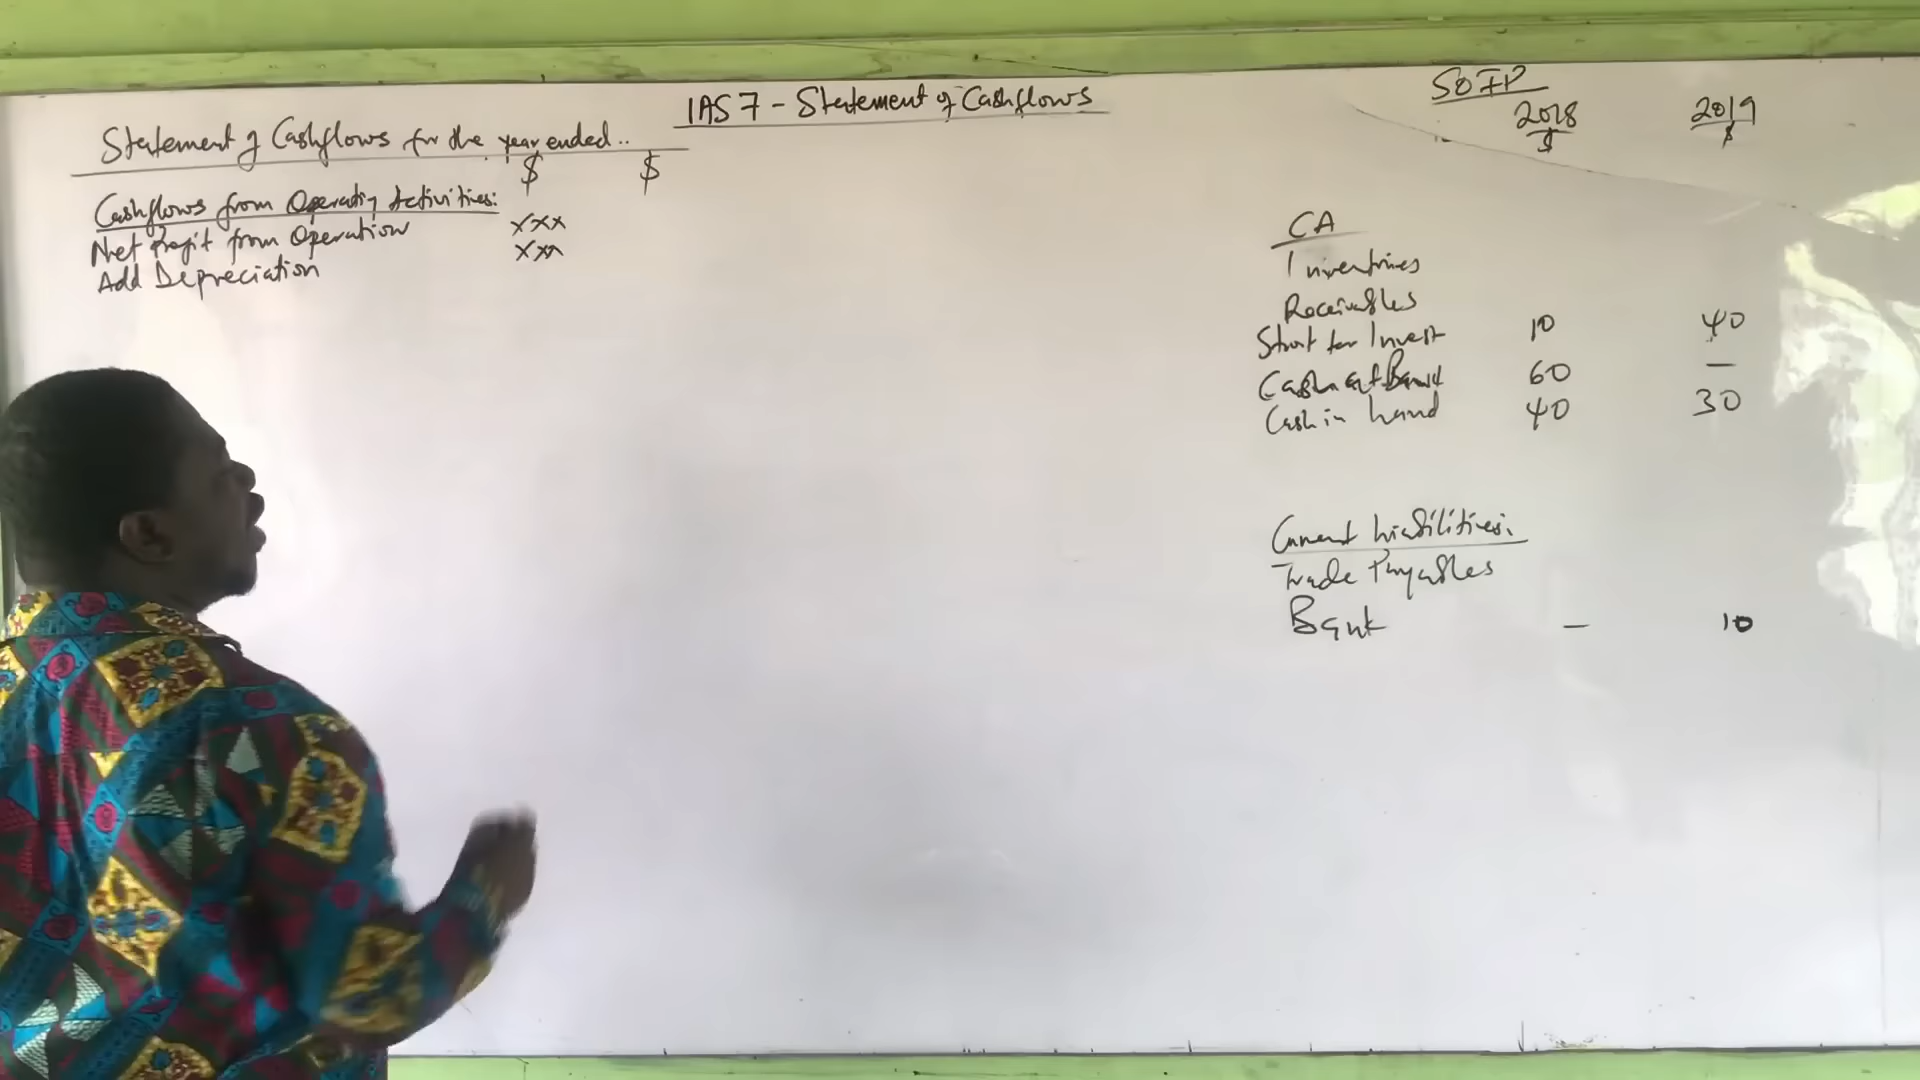 IAS 7 - Statement of Cashflows
Statement of Cashflows for the year ended..
$ $
Cashflows from Operating Activities:
Net Profit from Operation xxx
Add Depreciation xxx
SOFP
2018 2019
$ $
CA
Inventories
Receivables
Short ter Invest 10 40
Cash at Bank 60 –
Cash in hand 40 30
Current Liabilities:
Trade Payables
Bank – 10